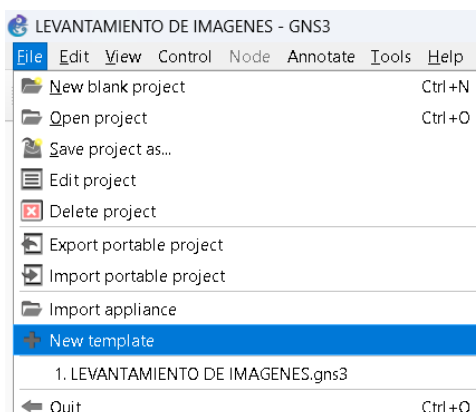 LEVANTAMIENTO DE IMAGENES - GNS3
File Edit View Control Node Annotate Tools Help
New blank project Ctrl+N
Open project Ctrl+O
Save project as...
Edit project
Delete project
Export portable project
Import portable project
Import appliance
New template
1. LEVANTAMIENTO DE IMAGENES.gns3
Quit Ctrl+Q